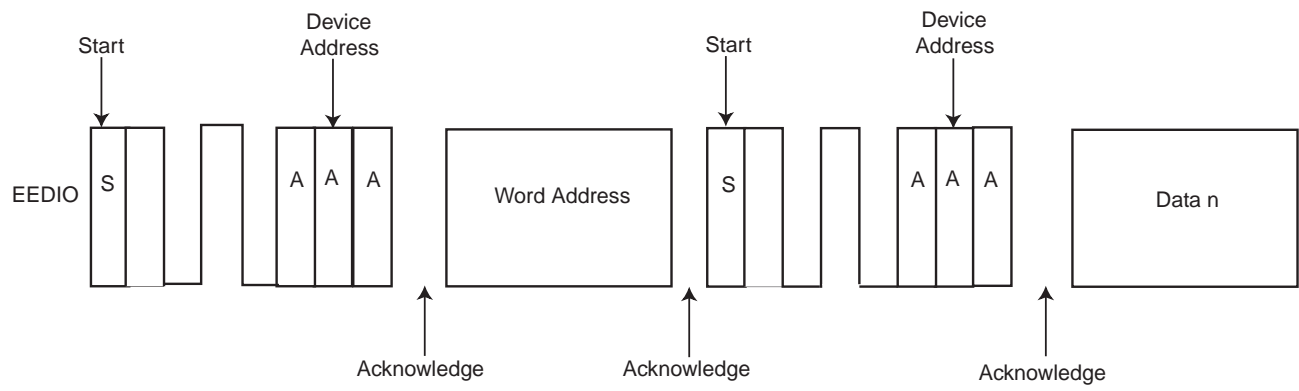 Start
Device
Address
Start
Device
Address
EEDIO
S
A
A
A
Word Address
S
A
A
A
Data n
Acknowledge
Acknowledge
Acknowledge